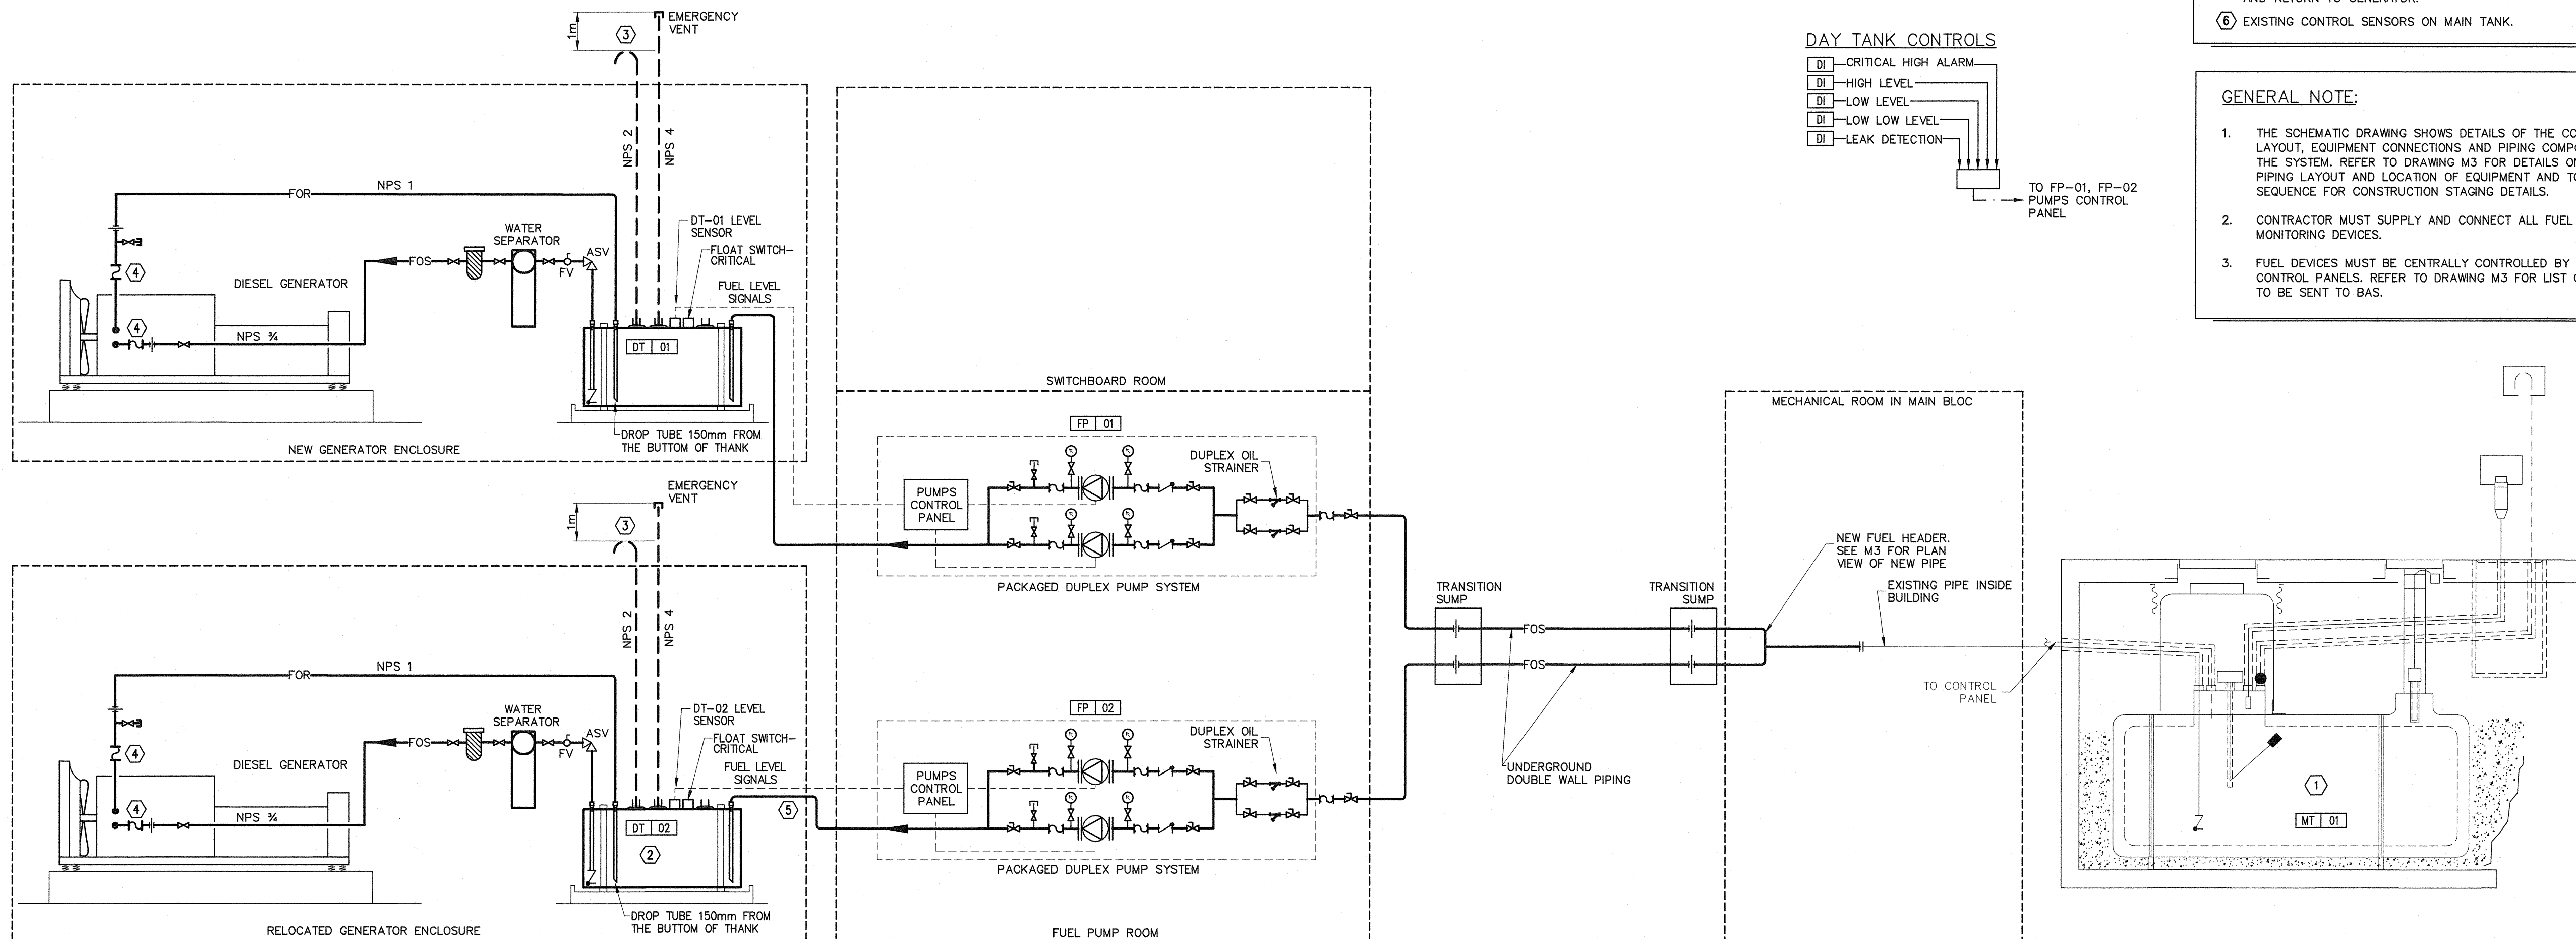 AND RETURN TO GENERATOR.
6 EXISTING CONTROL SENSORS ON MAIN TANK.
GENERAL NOTE:
1. THE SCHEMATIC DRAWING SHOWS DETAILS OF THE
LAYOUT, EQUIPMENT CONNECTIONS AND PIPING
THE SYSTEM. REFER TO DRAWING M3 FOR DETAILS
PIPING LAYOUT AND LOCATION OF EQUIPMENT AND
SEQUENCE FOR CONSTRUCTION STAGING DETAILS.
2. CONTRACTOR MUST SUPPLY AND CONNECT ALL FUEL
MONITORING DEVICES.
3. FUEL DEVICES MUST BE CENTRALLY CONTROLLED BY
CONTROL PANELS. REFER TO DRAWING M3 FOR LIST
TO BE SENT TO BAS.
DAY TANK CONTROLS
DI CRITICAL HIGH ALARM
DI HIGH LEVEL
DI LOW LEVEL
DI LOW LOW LEVEL
DI LEAK DETECTION
TO FP-01, FP-02
PUMPS CONTROL
PANEL
1m
3
EMERGENCY
VENT
NPS 2
NPS 4
FOR
NPS 1
WATER
SEPARATOR
ASV
FV
FOS
DT-01 LEVEL
SENSOR
FLOAT SWITCH-
CRITICAL
FUEL LEVEL
SIGNALS
4
DIESEL GENERATOR
4
NPS ¾
DT 01
DROP TUBE 150mm FROM
THE BUTTOM OF THANK
NEW GENERATOR ENCLOSURE
SWITCHBOARD ROOM
FP 01
DUPLEX OIL
STRAINER
PUMPS
CONTROL
PANEL
PACKAGED DUPLEX PUMP SYSTEM
1m
3
EMERGENCY
VENT
NPS 2
NPS 4
FOR
NPS 1
WATER
SEPARATOR
ASV
FV
FOS
DT-02 LEVEL
SENSOR
FLOAT SWITCH-
CRITICAL
FUEL LEVEL
SIGNALS
5
4
DIESEL GENERATOR
4
NPS ¾
DT 02
2
DROP TUBE 150mm FROM
THE BUTTOM OF THANK
RELOCATED GENERATOR ENCLOSURE
FP 02
DUPLEX OIL
STRAINER
PUMPS
CONTROL
PANEL
PACKAGED DUPLEX PUMP SYSTEM
FUEL PUMP ROOM
TRANSITION
SUMP
FOS
FOS
UNDERGROUND
DOUBLE WALL PIPING
TRANSITION
SUMP
MECHANICAL ROOM IN MAIN BLOC
NEW FUEL HEADER.
SEE M3 FOR PLAN
VIEW OF NEW PIPE
EXISTING PIPE INSIDE
BUILDING
TO CONTROL
PANEL
1
MT 01